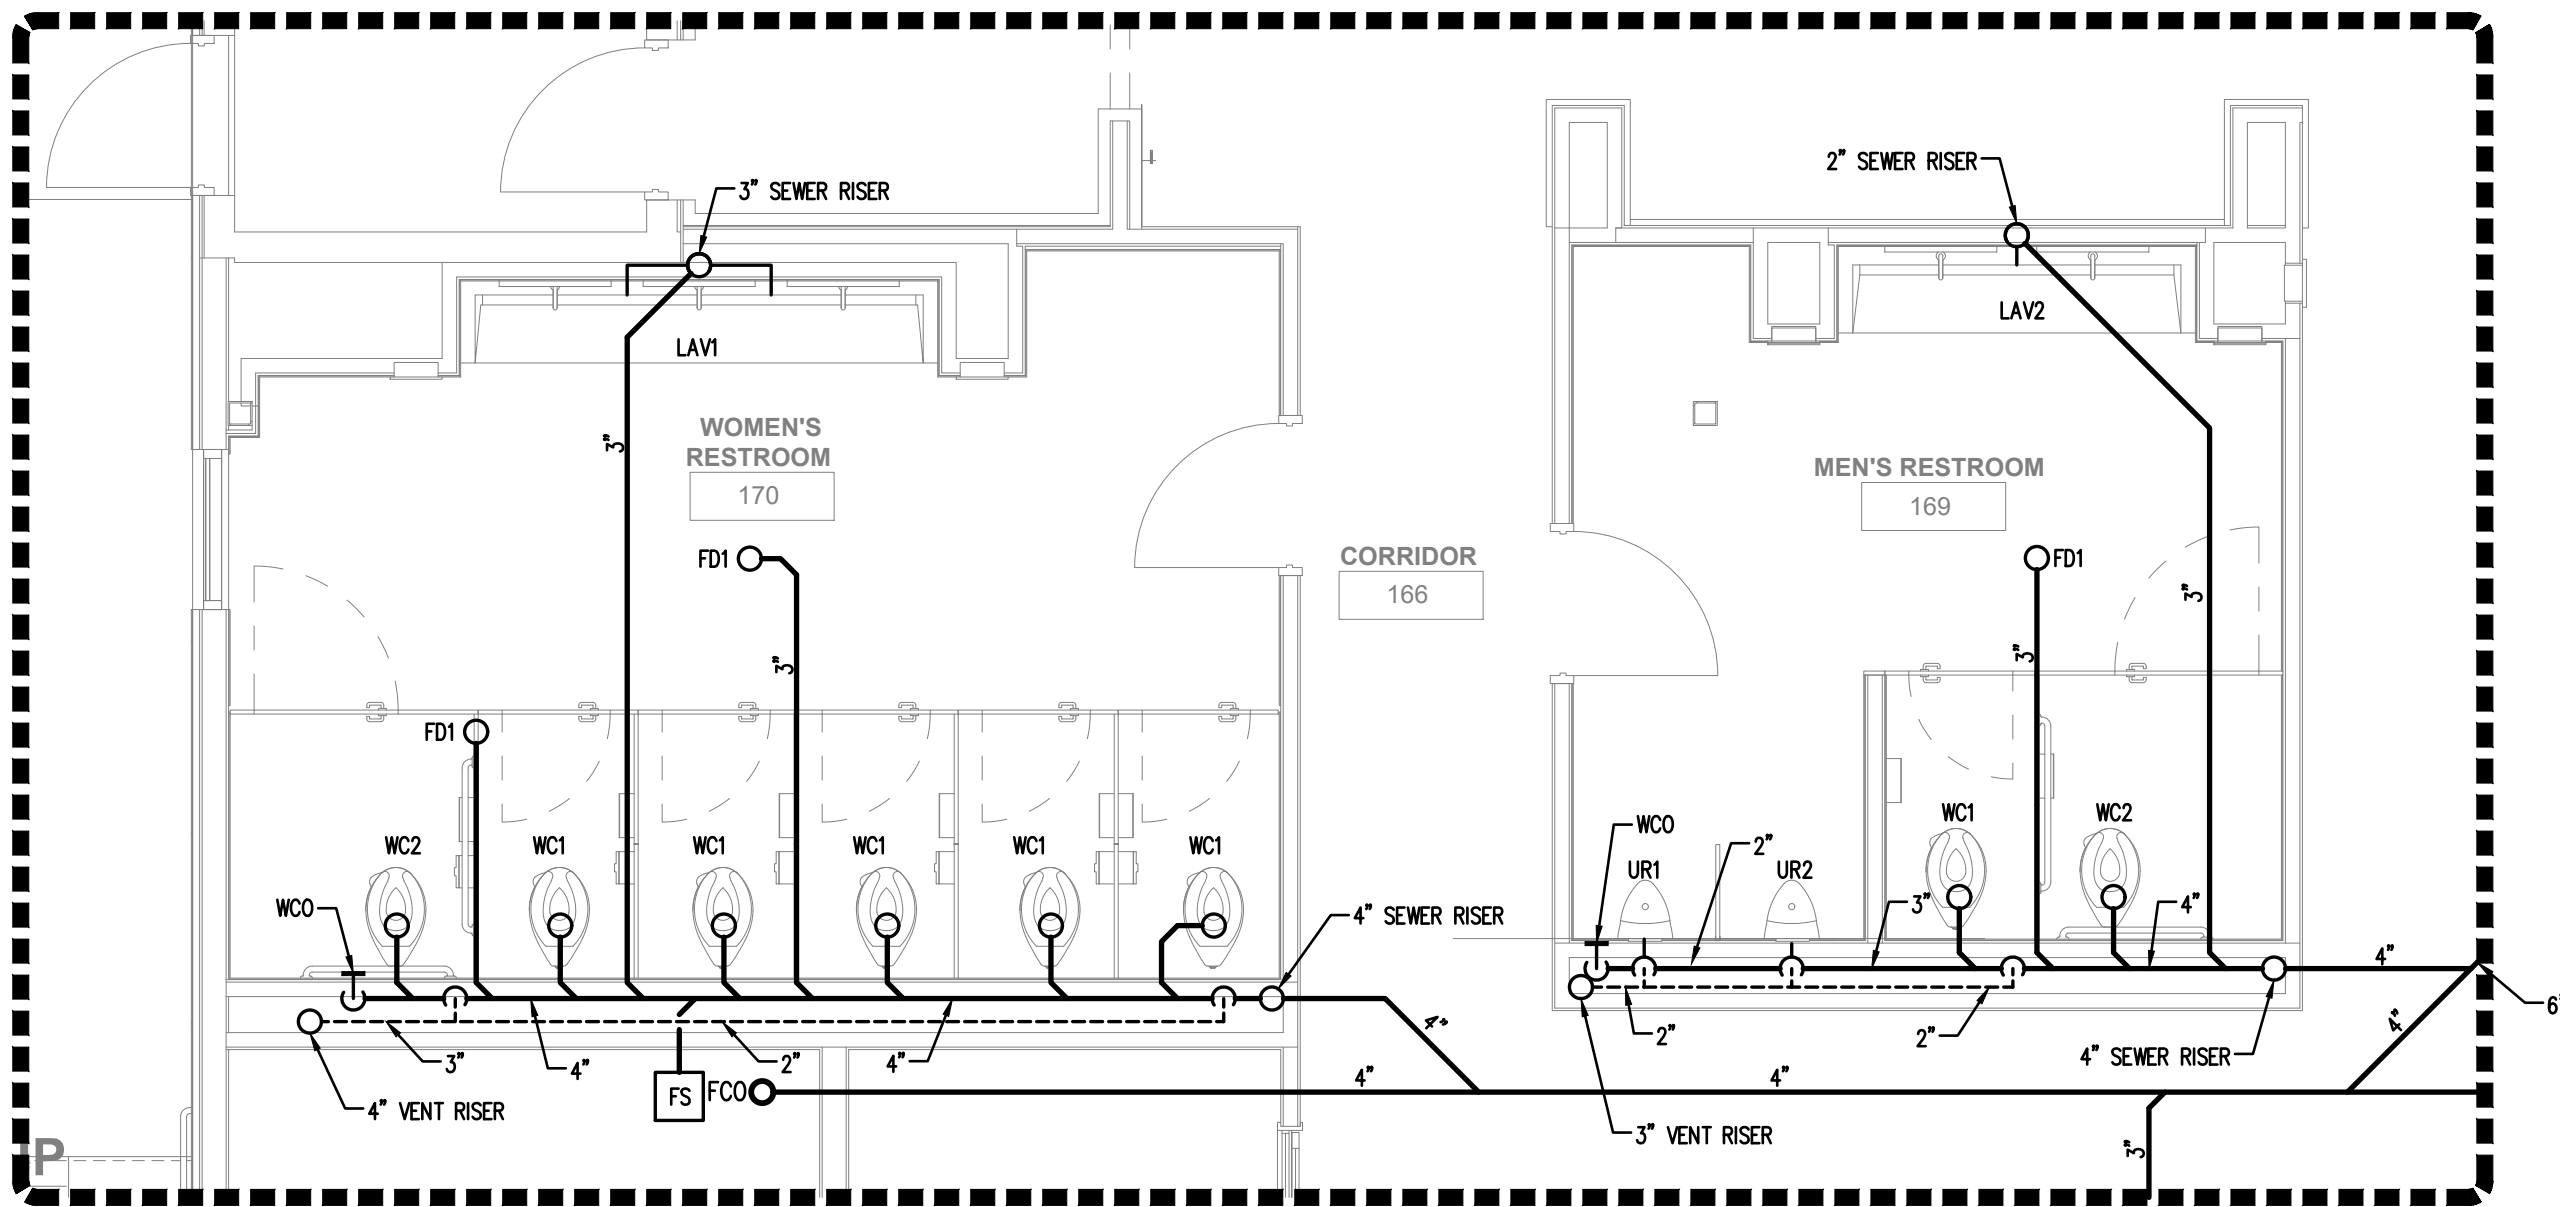 2” SEWER RISER
3” SEWER RISER
LAV2
LAV1
WOMEN'S
RESTROOM
170
3”
MEN'S RESTROOM
169
CORRIDOR
166
FD1
FD1
3”
3”
3”
FD1
WC2
WC1
WC1
WC1
WC1
WC1
WCO
4” SEWER RISER
WCO
2”
UR1
UR2
WC1
WC2
3”
4”
4”
6”
3”
4”
2”
4”
4”
2”
2”
4”
4” SEWER RISER
4” VENT RISER
FS
FCO
4”
4”
3” VENT RISER
3”
P